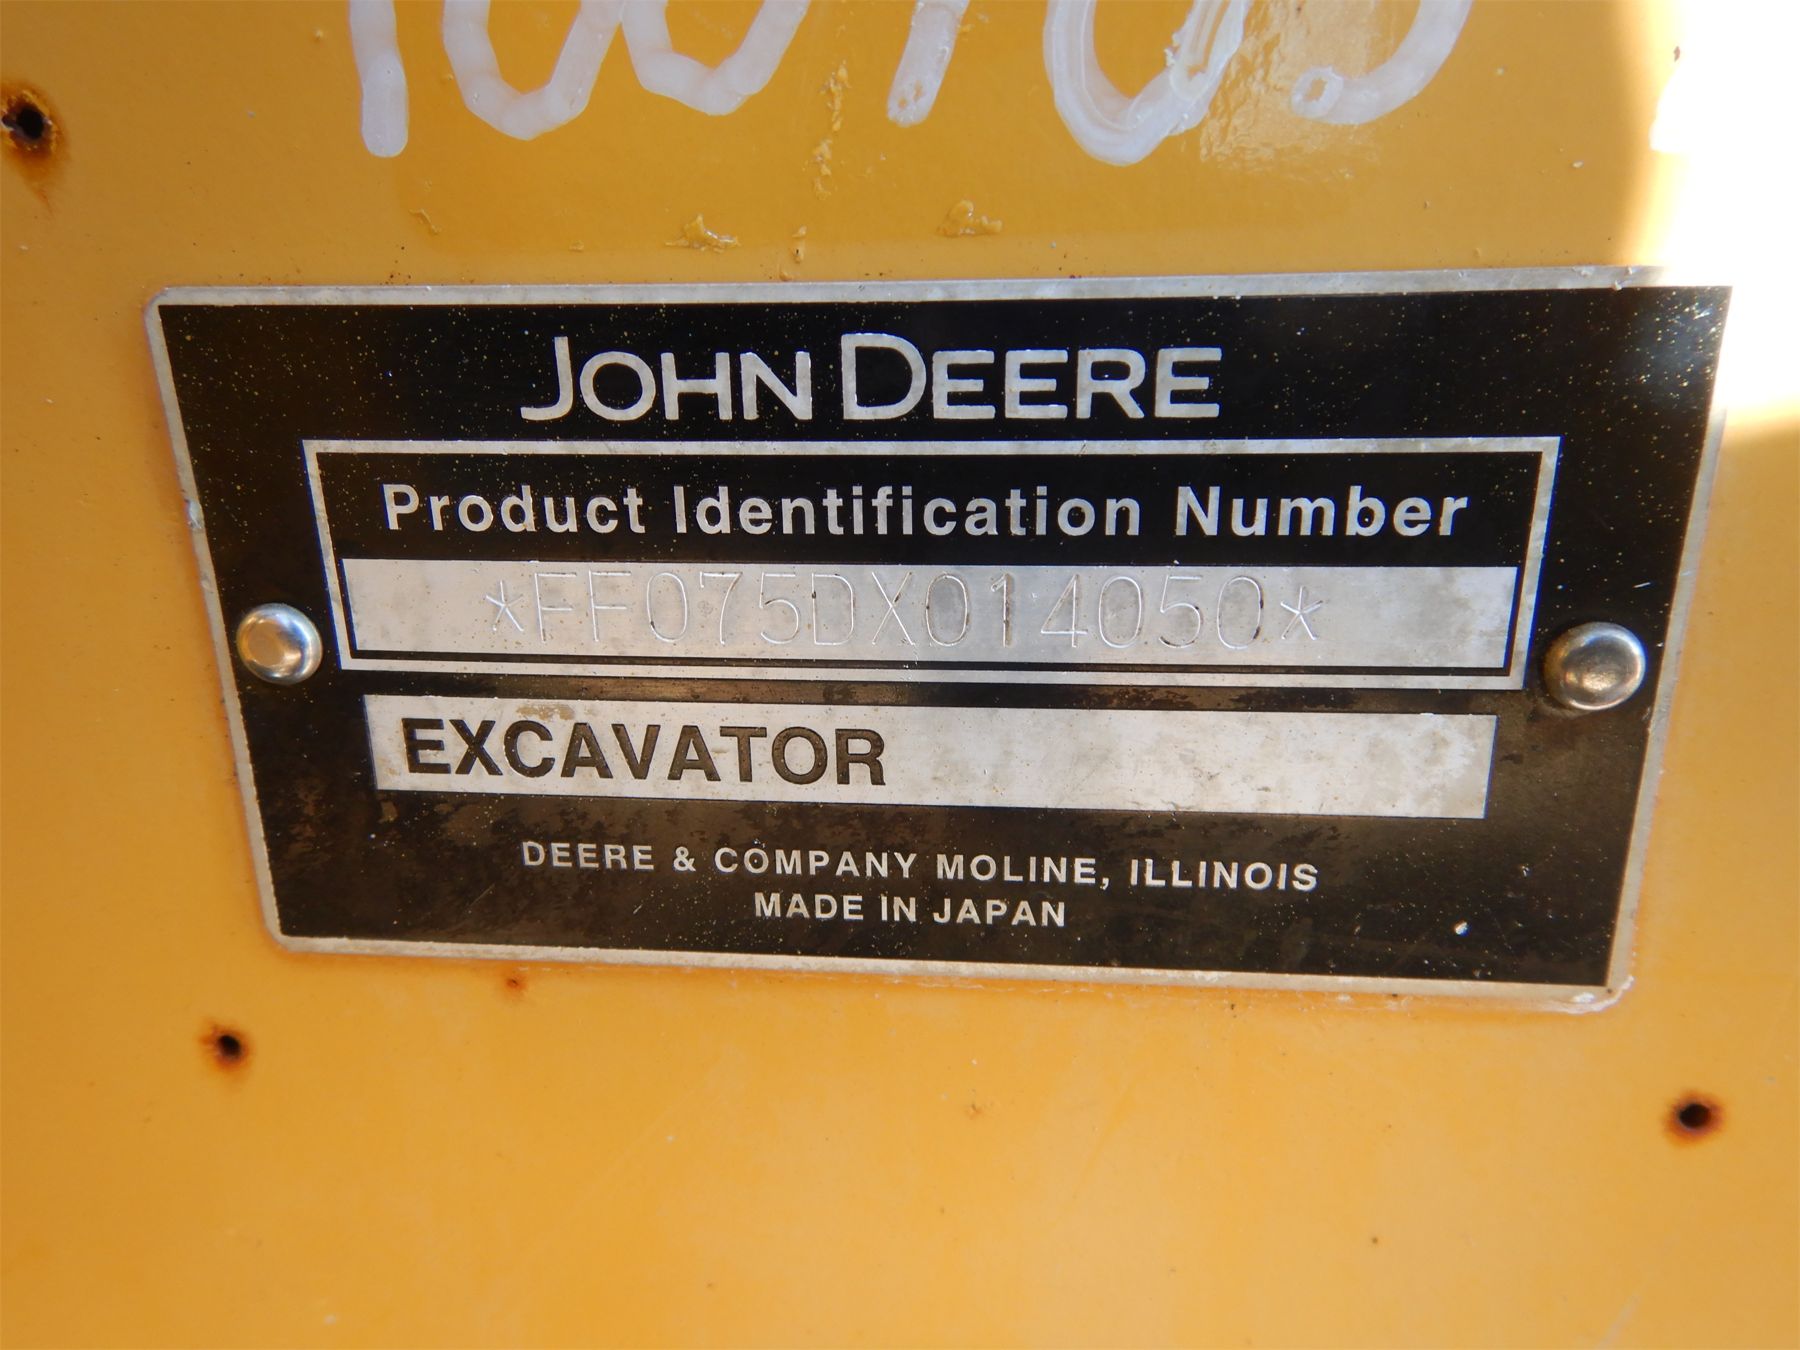 JOHN DEERE
Product Identification Number
*FF075DX014050*
EXCAVATOR
DEERE & COMPANY MOLINE, ILLINOIS
MADE IN JAPAN